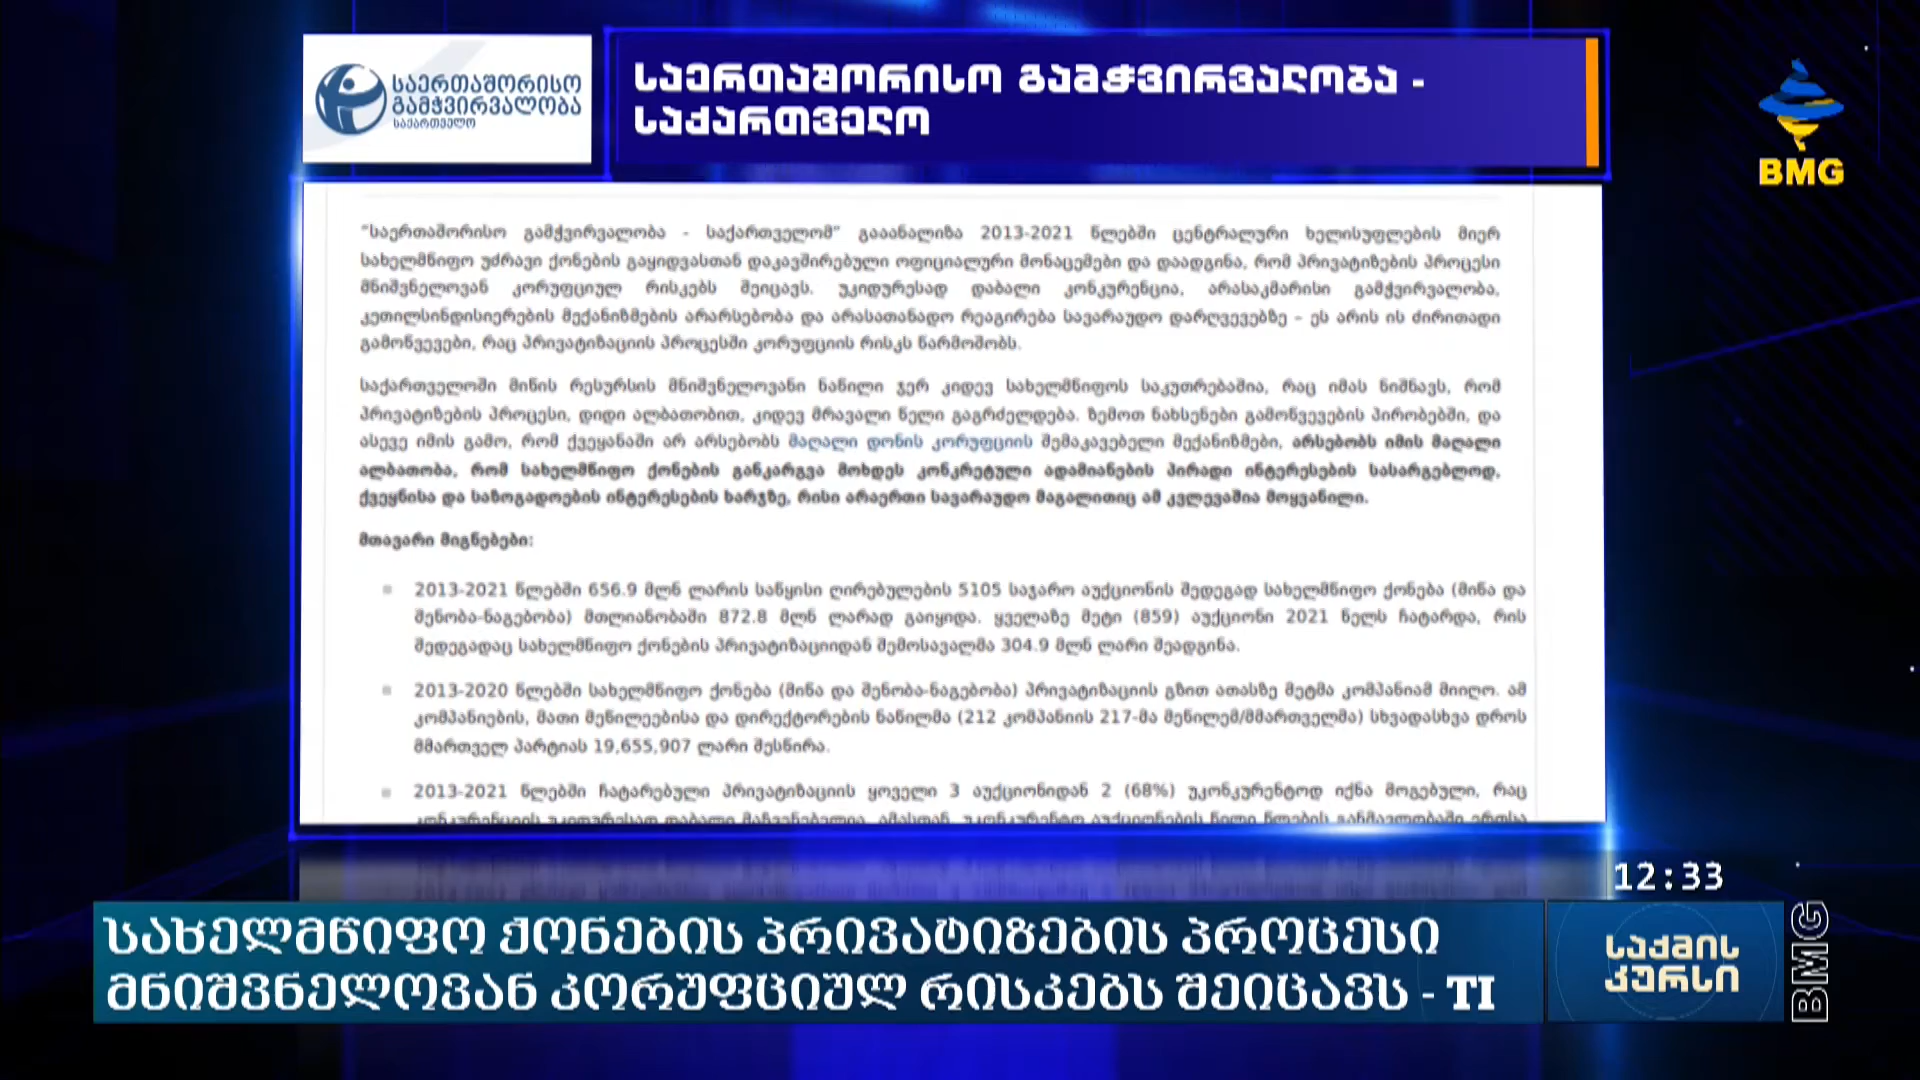 საერთაშორისო
გამჭვირვალობა
საქართველო
საერთაშორისო გამჭვირვალობა -
საქართველო
BMG
"საერთაშორისო გამჭვირვალობა - საქართველომ" გააანალიზა 2013-2021 წლებში ცენტრალური ხელისუფლების მიერ
სახელმწიფო უძრავი ქონების გაყიდვასთან დაკავშირებული ოფიციალური მონაცემები და დაადგინა, რომ პრივატიზების პროცესი
მნიშვნელოვან კორუფციულ რისკებს შეიცავს. უკიდურესად დაბალი კონკურენცია, არასაკმარისი გამჭვირვალობა,
კეთილსინდისიერების მექანიზმების არარსებობა და არასათანადო რეაგირება სავარაუდო დარღვევებზე – ეს არის ის ძირითადი
გამოწვევები, რაც პრივატიზაციის პროცესში კორუფციის რისკს წარმოშობს.
საქართველოში მიწის რესურსის მნიშვნელოვანი ნაწილი ჯერ კიდევ სახელმწიფოს საკუთრებაშია, რაც იმას ნიშნავს, რომ
პრივატიზების პროცესი, დიდი ალბათობით, კიდევ მრავალი წელი გაგრძელდება. ზემოთ ნახსენები გამოწვევების პირობებში, და
ასევე იმის გამო, რომ ქვეყანაში არ არსებობს მაღალი დონის კორუფციის შემაკავებელი მექანიზმები, არსებობს იმის მაღალი
ალბათობა, რომ სახელმწიფო ქონების განკარგვა მოხდეს კონკრეტული ადამიანების პირადი ინტერესების სასარგებლოდ,
ქვეყნისა და საზოგადოების ინტერესების ხარჯზე, რისი არაერთი სავარაუდო მაგალითიც ამ კვლევაშია მოყვანილი.
მთავარი მიგნებები:
2013-2021 წლებში 656.9 მლნ ლარის საწყისი ღირებულების 5105 საჯარო აუქციონის შედეგად სახელმწიფო ქონება (მიწა და
შენობა-ნაგებობა) მთლიანობაში 872.8 მლნ ლარად გაიყიდა. ყველაზე მეტი (859) აუქციონი 2021 წელს ჩატარდა, რის
შედეგადაც სახელმწიფო ქონების პრივატიზაციიდან შემოსავალმა 304.9 მლნ ლარი შეადგინა.
2013-2020 წლებში სახელმწიფო ქონება (მიწა და შენობა-ნაგებობა) პრივატიზაციის გზით ათასზე მეტმა კომპანიამ მიიღო. ამ
კომპანიების, მათი მეწილეებისა და დირექტორების ნაწილმა (212 კომპანიის 217-მა მეწილემ/მმართველმა) სხვადასხვა დროს
მმართველ პარტიას 19,655,907 ლარი შესწირა.
2013-2021 წლებში ჩატარებული პრივატიზაციის ყოველი 3 აუქციონიდან 2 (68%) უკონკურენტოდ იქნა მოგებული, რაც
კონკურენციის უკიდურესად დაბალი მაჩვენებელია. ამასთან, უკონკურენტო აუქციონების წილი წლების განმავლობაში ერთსა
12:33
სახელმწიფო ქონების პრივატიზების პროცესი
მნიშვნელოვან კორუფციულ რისკებს შეიცავს - TI
საქმის
კურსი
BMG